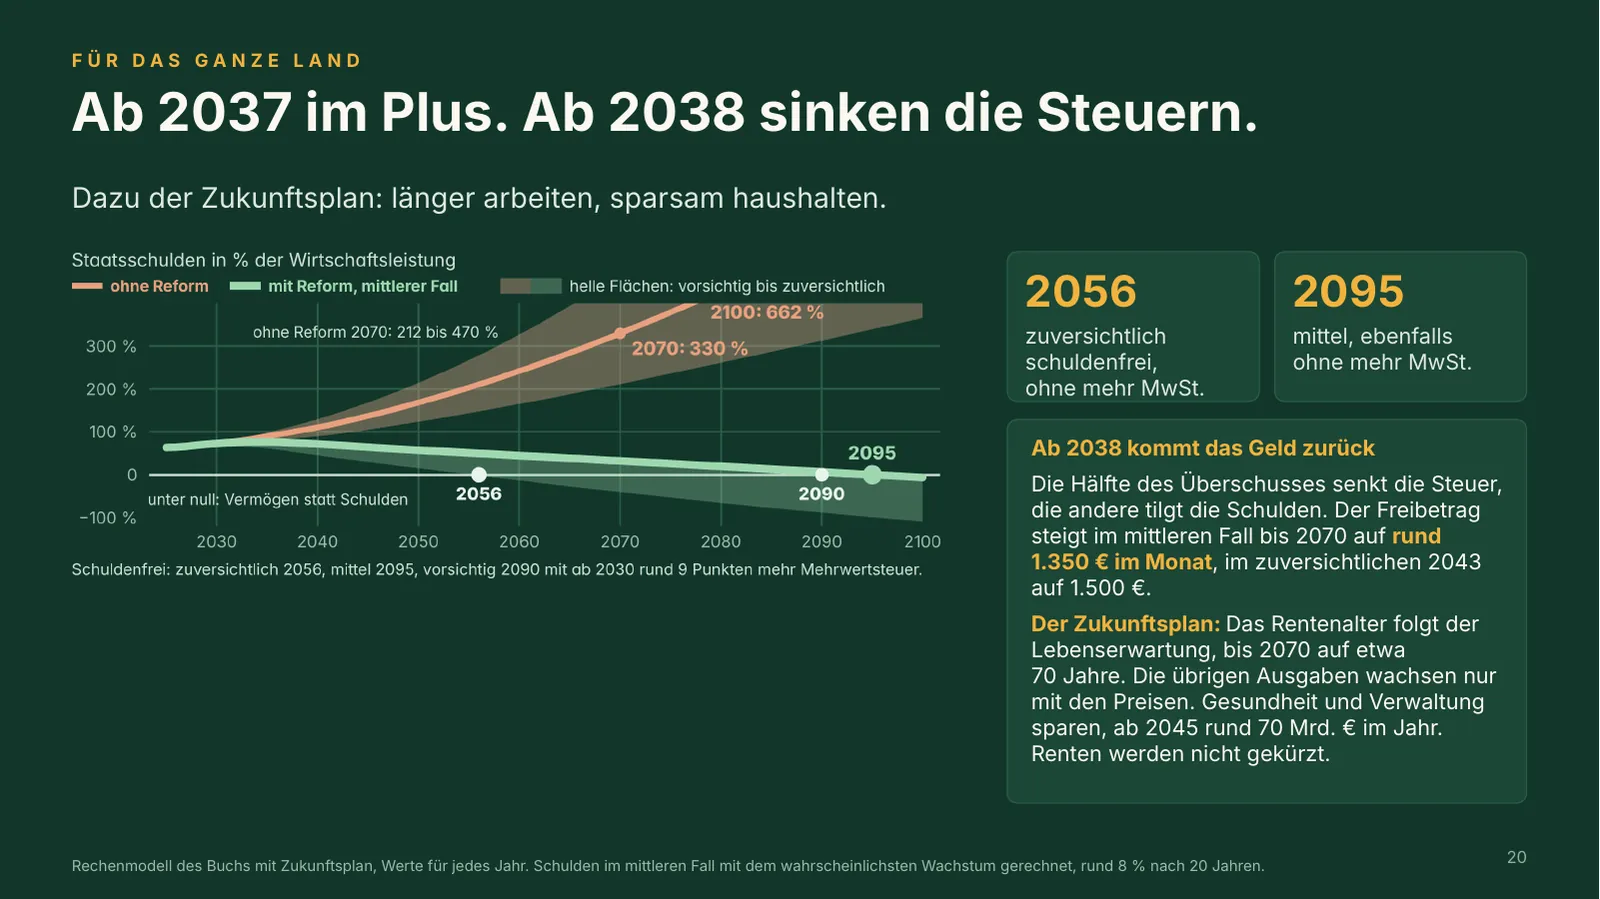 FÜR DAS GANZE LAND
Ab 2037 im Plus. Ab 2038 sinken die Steuern.
Dazu der Zukunftsplan: länger arbeiten, sparsam haushalten.
Staatsschulden in % der Wirtschaftsleistung
ohne Reform
mit Reform, mittlerer Fall
helle Flächen: vorsichtig bis zuversichtlich
2100: 662 %
ohne Reform 2070: 212 bis 470 %
2070: 330 %
300 %
200 %
100 %
0
−100 %
2095
2056
2090
unter null: Vermögen statt Schulden
2030
2040
2050
2060
2070
2080
2090
2100
Schuldenfrei: zuversichtlich 2056, mittel 2095, vorsichtig 2090 mit ab 2030 rund 9 Punkten mehr Mehrwertsteuer.
2056
zuversichtlich
schuldenfrei,
ohne mehr MwSt.
2095
mittel, ebenfalls
ohne mehr MwSt.
Ab 2038 kommt das Geld zurück
Die Hälfte des Überschusses senkt die Steuer,
die andere tilgt die Schulden. Der Freibetrag
steigt im mittleren Fall bis 2070 auf rund
1.350 € im Monat, im zuversichtlichen 2043
auf 1.500 €.
Der Zukunftsplan: Das Rentenalter folgt der
Lebenserwartung, bis 2070 auf etwa
70 Jahre. Die übrigen Ausgaben wachsen nur
mit den Preisen. Gesundheit und Verwaltung
sparen, ab 2045 rund 70 Mrd. € im Jahr.
Renten werden nicht gekürzt.
Rechenmodell des Buchs mit Zukunftsplan, Werte für jedes Jahr. Schulden im mittleren Fall mit dem wahrscheinlichsten Wachstum gerechnet, rund 8 % nach 20 Jahren.
20